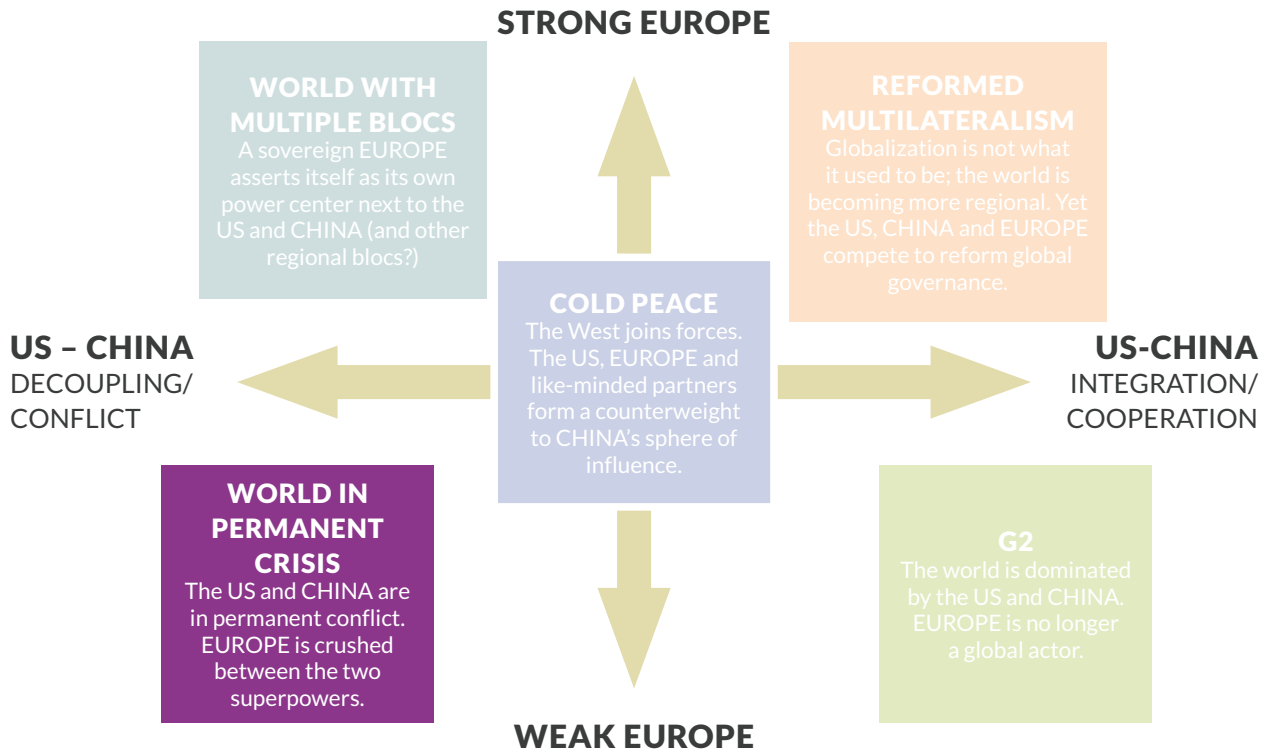 STRONG EUROPE
WORLD WITH
MULTIPLE BLOCS
A sovereign EUROPE
asserts itself as its own
power center next to the
US and CHINA (and other
regional blocs?)
REFORMED
MULTILATERALISM
Globalization is not what
it used to be; the world is
becoming more regional. Yet
the US, CHINA and EUROPE
compete to reform global
governance.
US – CHINA
DECOUPLING/
CONFLICT
COLD PEACE
The West joins forces.
The US, EUROPE and
like-minded partners
form a counterweight
to CHINA’s sphere of
influence.
US-CHINA
INTEGRATION/
COOPERATION
WORLD IN
PERMANENT
CRISIS
The US and CHINA are
in permanent conflict.
EUROPE is crushed
between the two
superpowers.
G2
The world is dominated
by the US and CHINA.
EUROPE is no longer
a global actor.
WEAK EUROPE